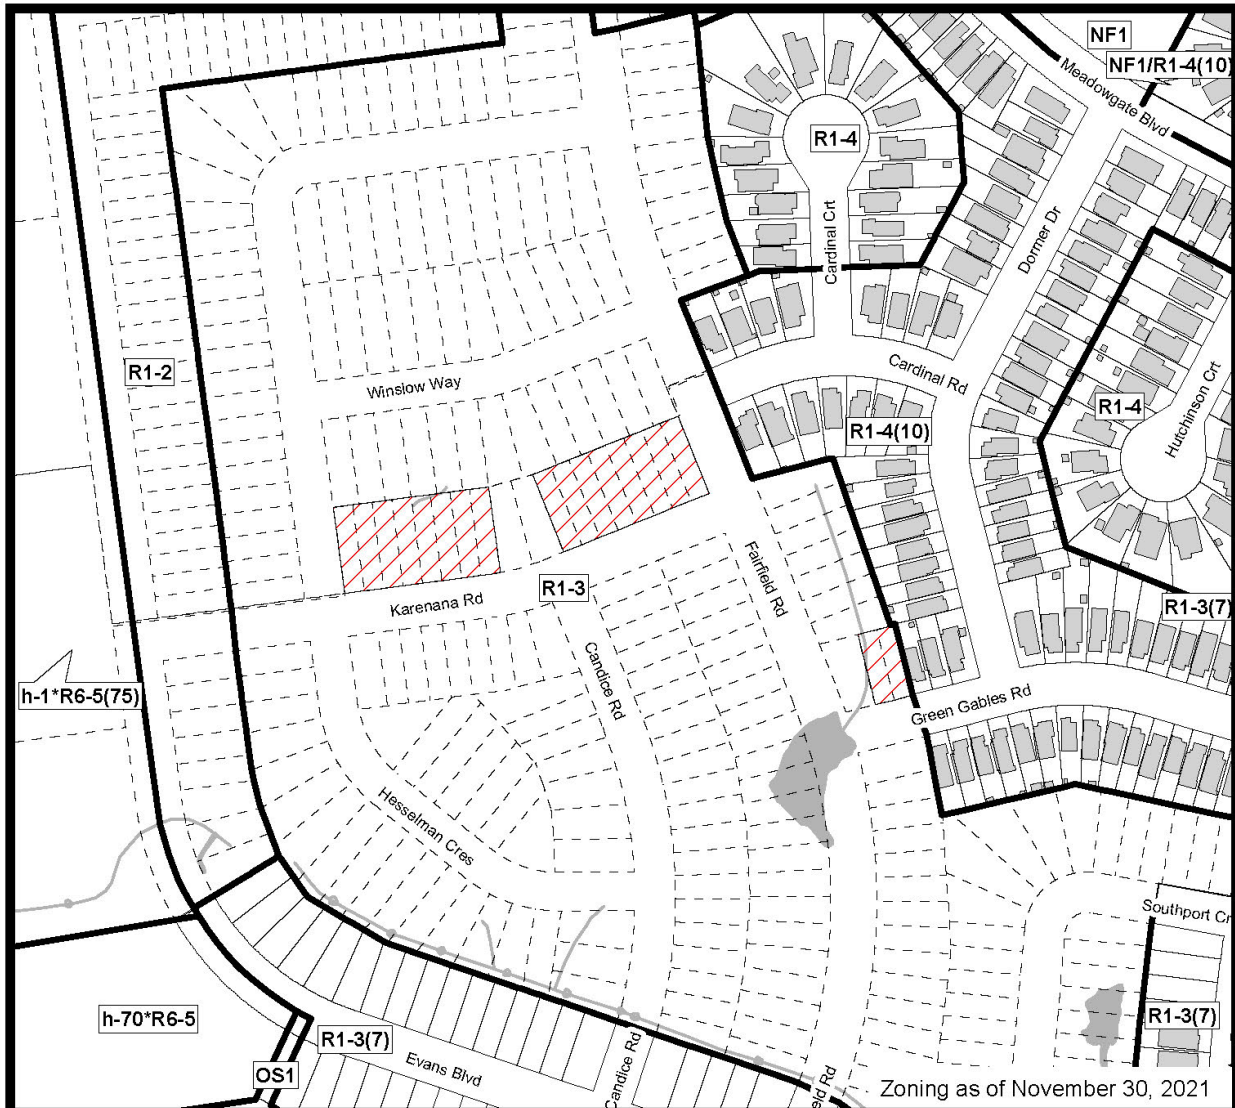 NF1
NF1/R1-4(10)
Meadowgate Blvd
R1-4
Cardinal Crt
Dormer Dr
R1-2
Winslow Way
Cardinal Rd
R1-4
Hutchinson Crt
R1-4(10)
Fairfield Rd
R1-3
Karenana Rd
R1-3(7)
Candice Rd
h-1*R6-5(75)
Green Gables Rd
Hesselman Cres
Southport Cr
h-70*R6-5
R1-3(7)
R1-3(7)
OS1
Evans Blvd
Candice Rd
field Rd
Zoning as of November 30, 2021